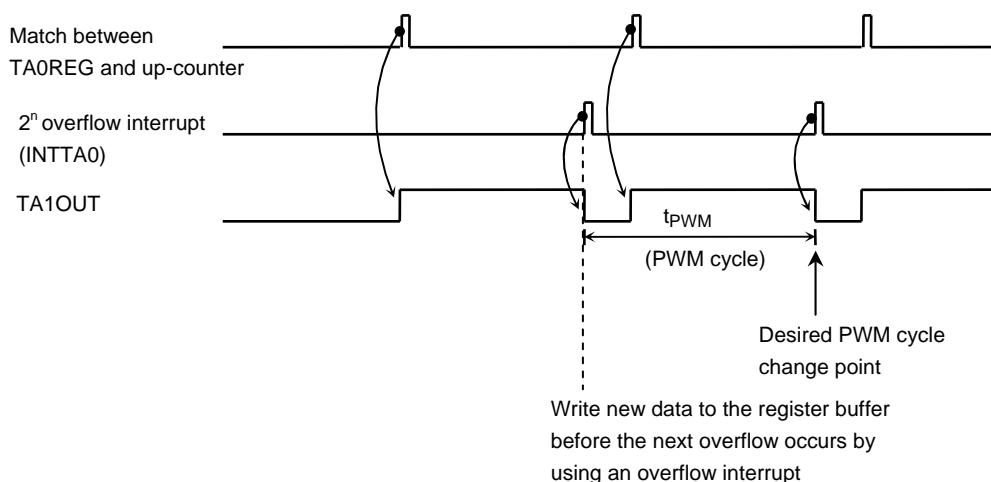 Match between
TA0REG and up-counter
2ⁿ overflow interrupt
(INTTA0)
TA1OUT
tPWM
(PWM cycle)
Desired PWM cycle
change point
Write new data to the register buffer
before the next overflow occurs by
using an overflow interrupt